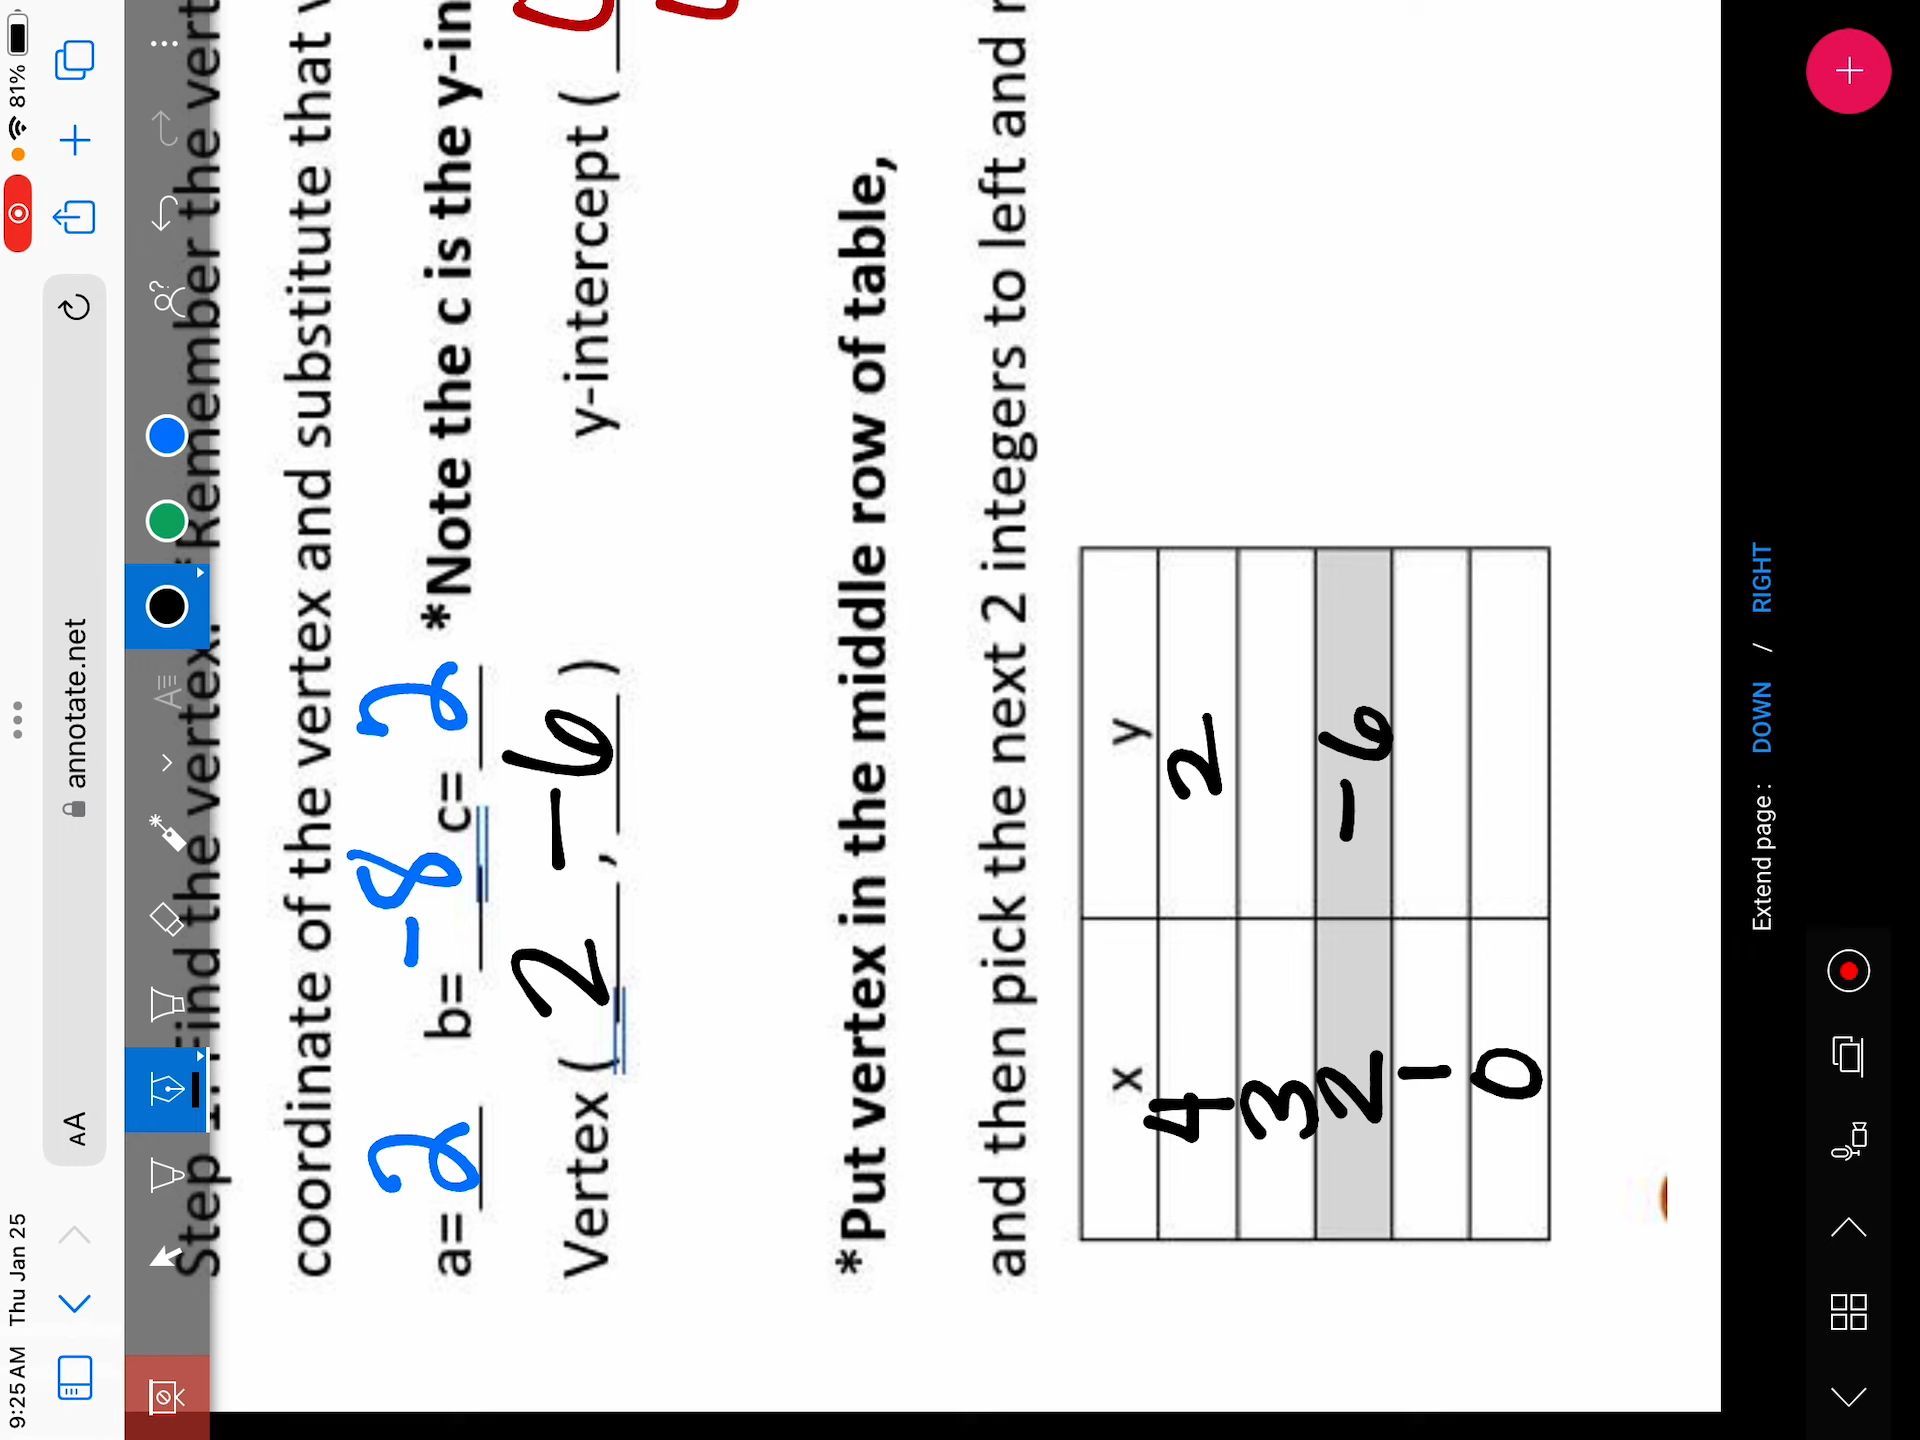 9:25 AM Thu Jan 25
81%
AA
annotate.net
Step 1: Find the vertex. *Remember the vert
coordinate of the vertex and substitute that
a= 2 b= -8 c= 2 *Note the c is the y-in
Vertex ( 2 , -6 ) y-intercept (
*Put vertex in the middle row of table,
and then pick the next 2 integers to left and r
x y
4 2
3
2 -6
1
0
Extend page: DOWN / RIGHT